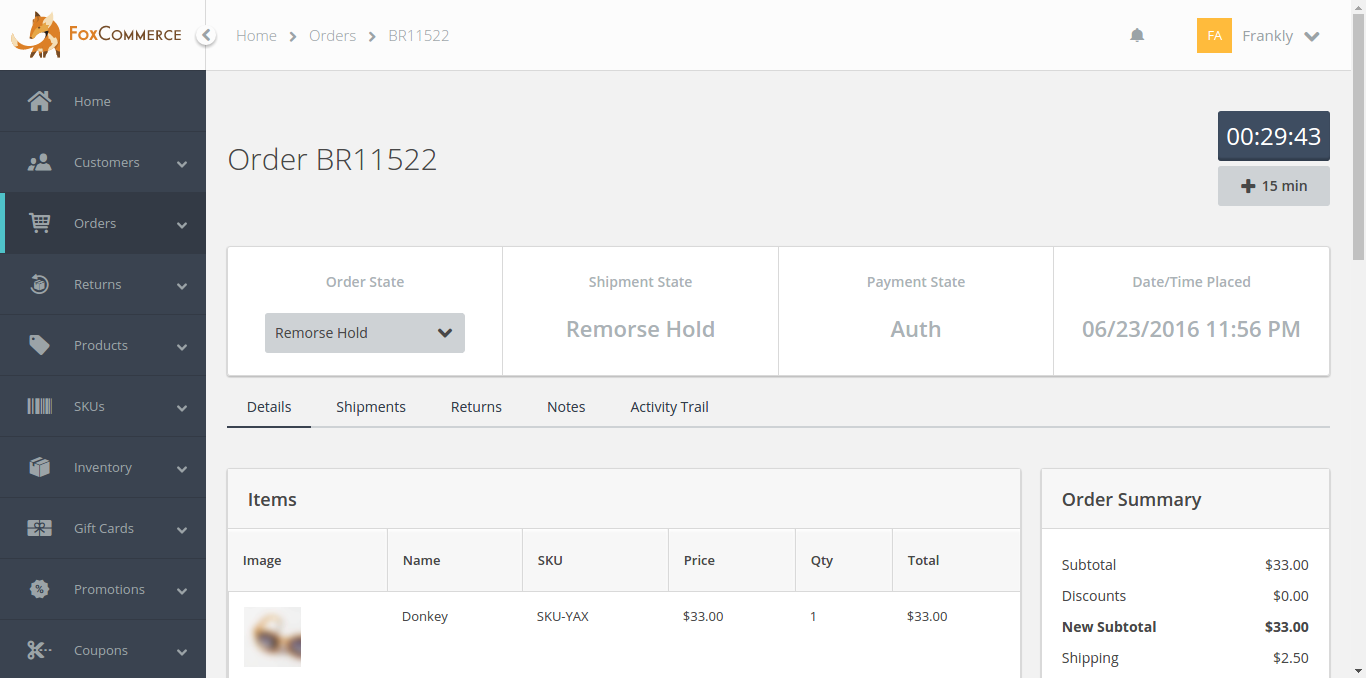 FOXCOMMERCE
Home > Orders > BR11522
FA Frankly
Home
Customers
Orders
Returns
Products
SKUs
Inventory
Gift Cards
Promotions
Coupons
Order BR11522
00:29:43
+ 15 min
Order State
Remorse Hold
Shipment State
Remorse Hold
Payment State
Auth
Date/Time Placed
06/23/2016 11:56 PM
Details Shipments Returns Notes Activity Trail
Items
Image Name SKU Price Qty Total
Donkey SKU-YAX $33.00 1 $33.00
Order Summary
Subtotal $33.00
Discounts $0.00
New Subtotal $33.00
Shipping $2.50